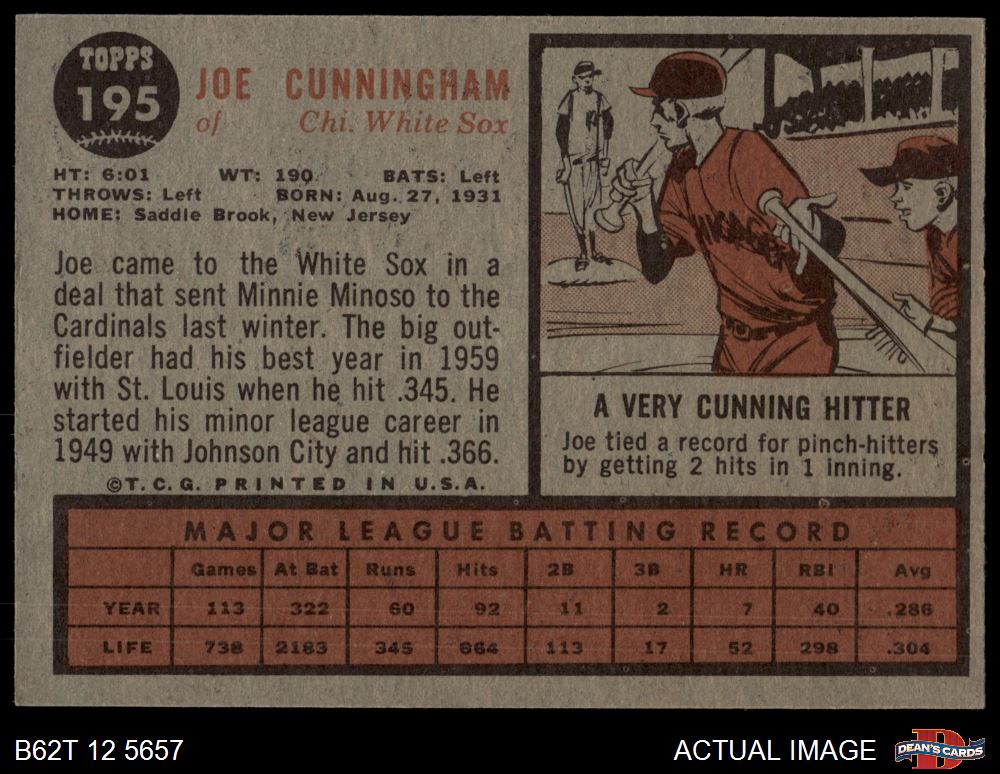 TOPPS
195
JOE CUNNINGHAM
of Chi. White Sox
HT: 6:01 WT: 190 BATS: Left
THROWS: Left BORN: Aug. 27, 1931
HOME: Saddle Brook, New Jersey
Joe came to the White Sox in a
deal that sent Minnie Minoso to the
Cardinals last winter. The big out-
fielder had his best year in 1959
with St. Louis when he hit .345. He
started his minor league career in
1949 with Johnson City and hit .366.
©T.C.G. PRINTED IN U.S.A.
A VERY CUNNING HITTER
Joe tied a record for pinch-hitters
by getting 2 hits in 1 inning.
MAJOR LEAGUE BATTING RECORD
Games At Bat Runs Hits 2B 3B HR RBI Avg
YEAR 113 322 60 92 11 2 7 40 .286
LIFE 738 2183 345 664 113 17 52 298 .304
B62T 12 5657
ACTUAL IMAGE
D
DEAN'S CARDS